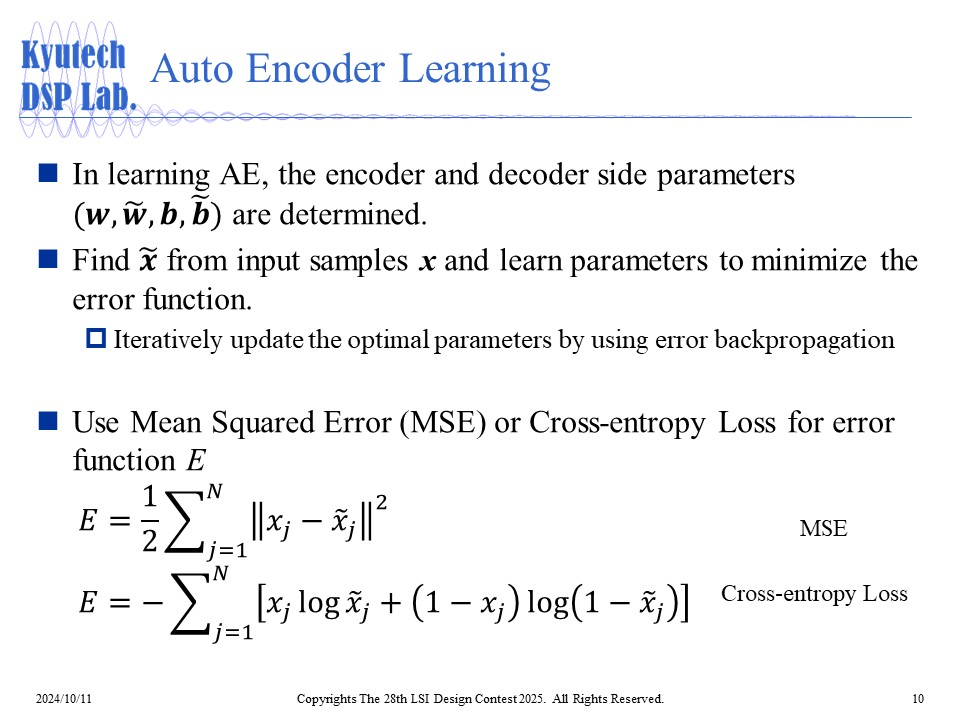 Kyutech
DSP Lab.
Auto Encoder Learning
In learning AE, the encoder and decoder side parameters
(w, w̃, b, b̃) are determined.
Find x̃ from input samples x and learn parameters to minimize the
error function.
Iteratively update the optimal parameters by using error backpropagation
Use Mean Squared Error (MSE) or Cross-entropy Loss for error
function E
E = 1/2 ∑_{j=1}^{N} ‖x_j − x̃_j‖² MSE
E = − ∑_{j=1}^{N} [x_j log x̃_j + (1 − x_j) log(1 − x̃_j)] Cross-entropy Loss
2024/10/11 Copyrights The 28th LSI Design Contest 2025. All Rights Reserved. 10